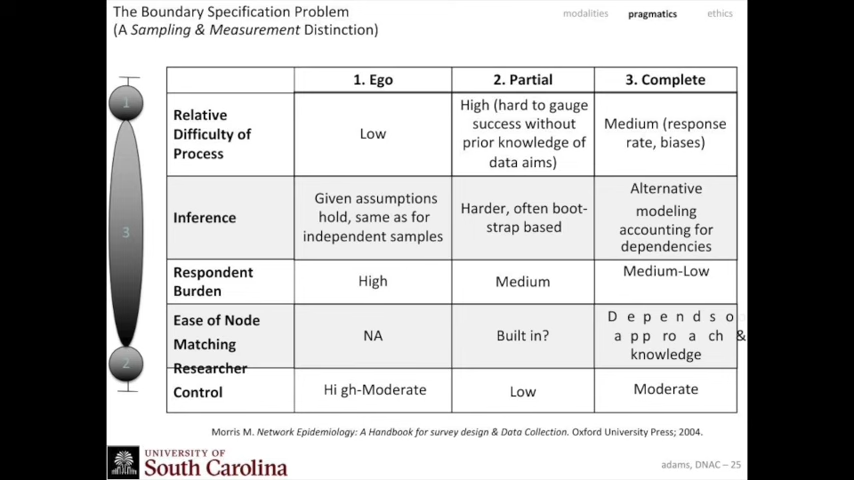 The Boundary Specification Problem
(A Sampling & Measurement Distinction)
modalities pragmatics ethics
1. Ego 2. Partial 3. Complete
1
3
2
Relative
Difficulty of
Process
Low
High (hard to gauge
success without
prior knowledge of
data aims)
Medium (response
rate, biases)
Inference
Given assumptions
hold, same as for
independent samples
Harder, often boot-
strap based
Alternative
modeling
accounting for
dependencies
Respondent
Burden
High
Medium
Medium-Low
Ease of Node
Matching
NA
Built in?
D e p e n d s o
a p p r o a c h &
knowledge
Researcher
Control
Hi gh-Moderate
Low
Moderate
Morris M. Network Epidemiology: A Handbook for survey design & Data Collection. Oxford University Press; 2004.
UNIVERSITY OF
South Carolina
adams, DNAC – 25